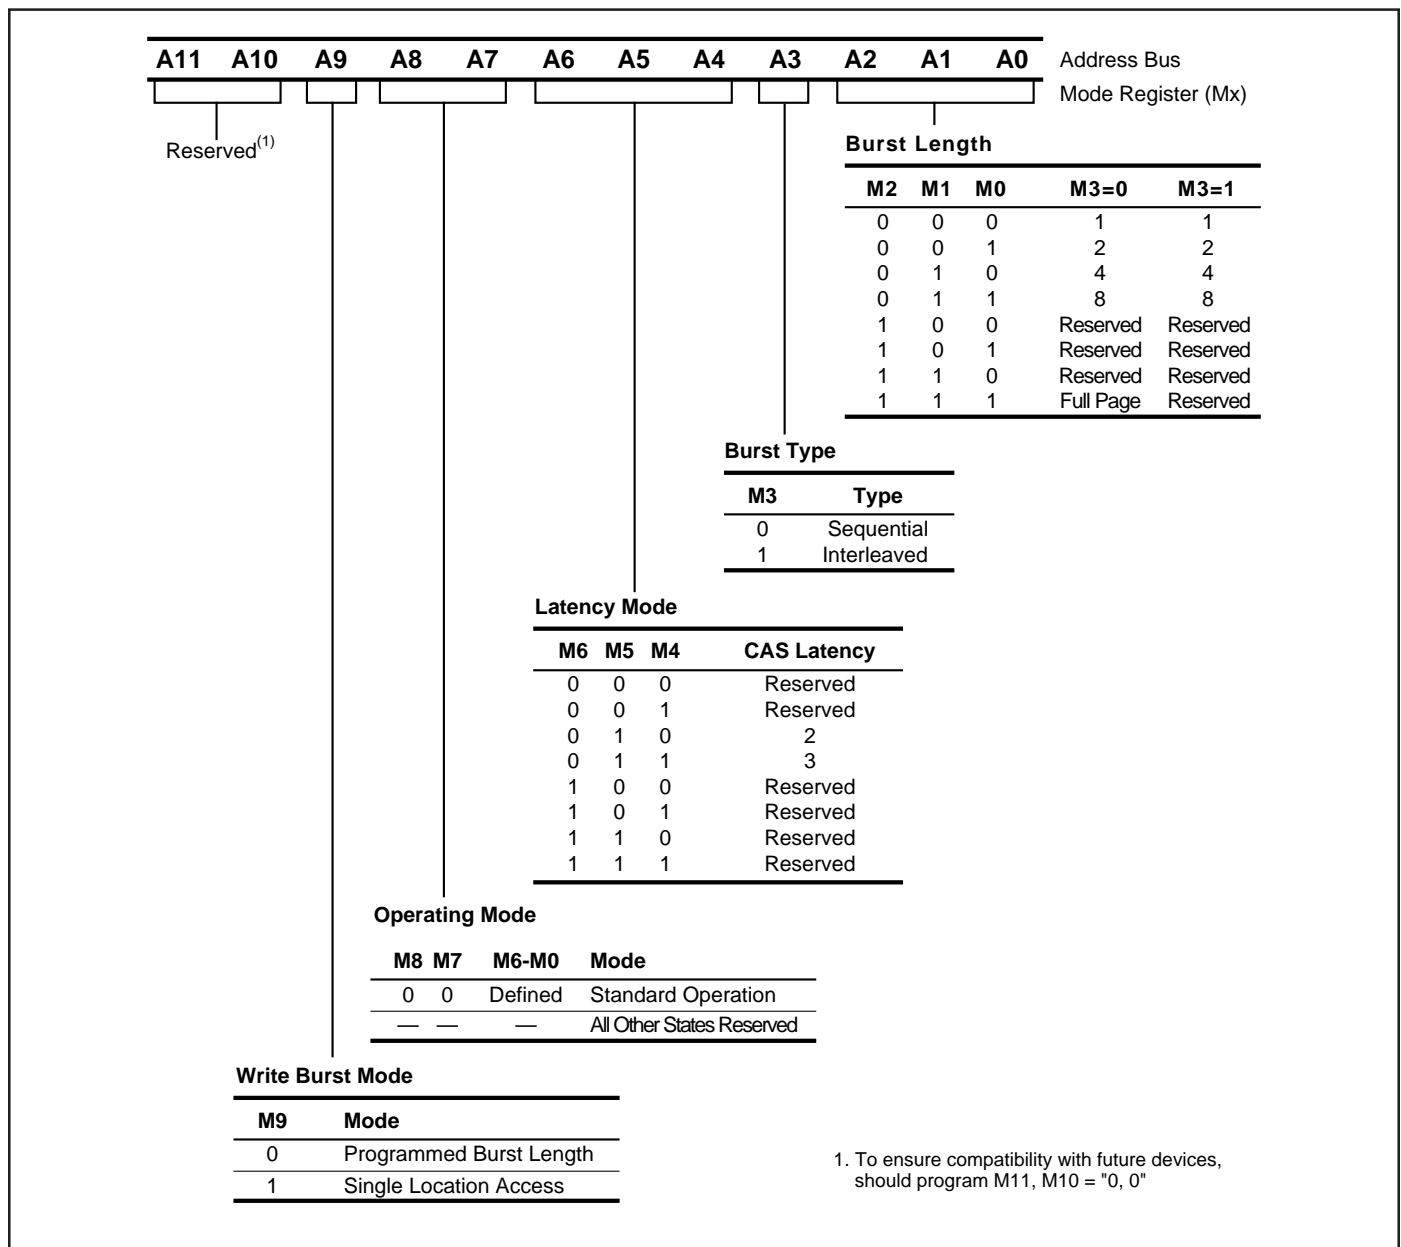 A11 A10 A9 A8 A7 A6 A5 A4 A3 A2 A1 A0 Address Bus
Mode Register (Mx)
Reserved(1)
Burst Length
M2 M1 M0 M3=0 M3=1
0 0 0 1 1
0 0 1 2 2
0 1 0 4 4
0 1 1 8 8
1 0 0 Reserved Reserved
1 0 1 Reserved Reserved
1 1 0 Reserved Reserved
1 1 1 Full Page Reserved
Burst Type
M3 Type
0 Sequential
1 Interleaved
Latency Mode
M6 M5 M4 CAS Latency
0 0 0 Reserved
0 0 1 Reserved
0 1 0 2
0 1 1 3
1 0 0 Reserved
1 0 1 Reserved
1 1 0 Reserved
1 1 1 Reserved
Operating Mode
M8 M7 M6-M0 Mode
0 0 Defined Standard Operation
— — — All Other States Reserved
Write Burst Mode
M9 Mode
0 Programmed Burst Length
1 Single Location Access
1. To ensure compatibility with future devices,
should program M11, M10 = "0, 0"